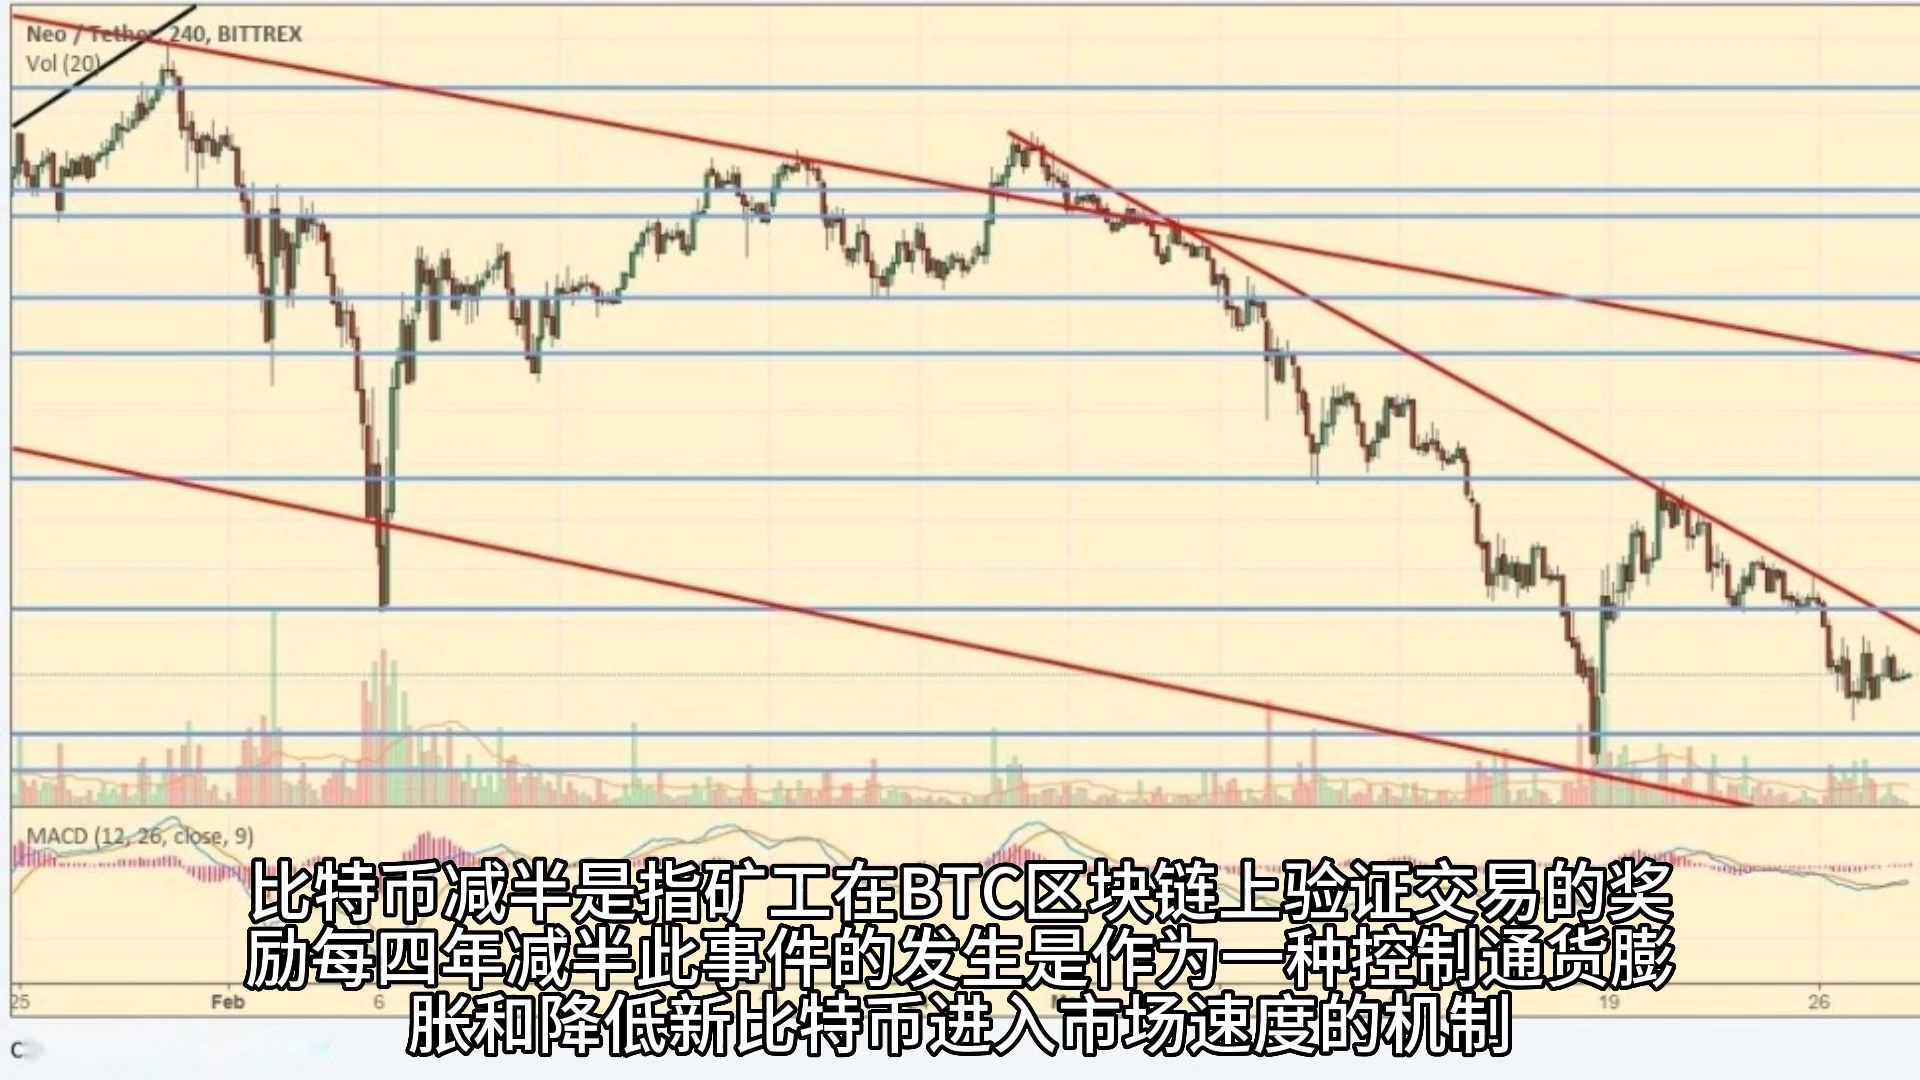 Neo / Tether, 240, BITTREX
Vol (20)
MACD (12, 26, close, 9)
比特币减半是指矿工在BTC区块链上验证交易的奖
励每四年减半此事件的发生是作为一种控制通货膨
胀和降低新比特币进入市场速度的机制
25 Feb 6 19 26
C